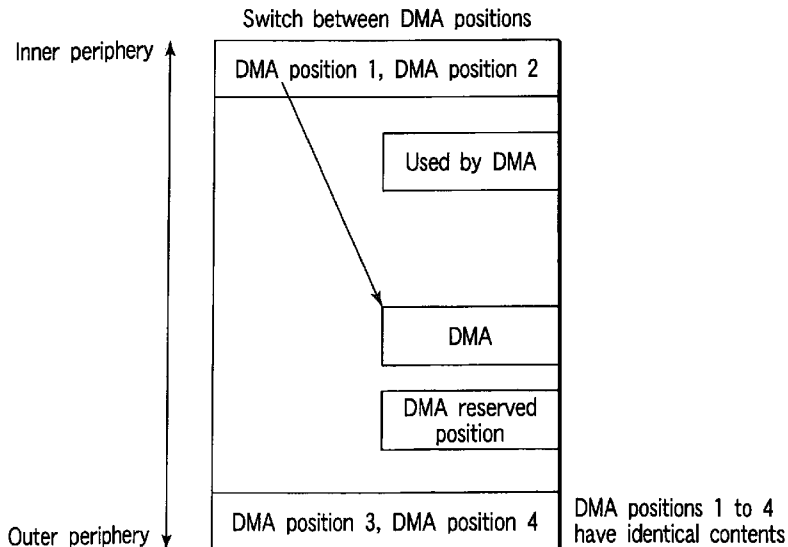 Switch between DMA positions
Inner periphery
DMA position 1, DMA position 2
Used by DMA
DMA
DMA reserved
position
DMA position 3, DMA position 4
Outer periphery
DMA positions 1 to 4
have identical contents